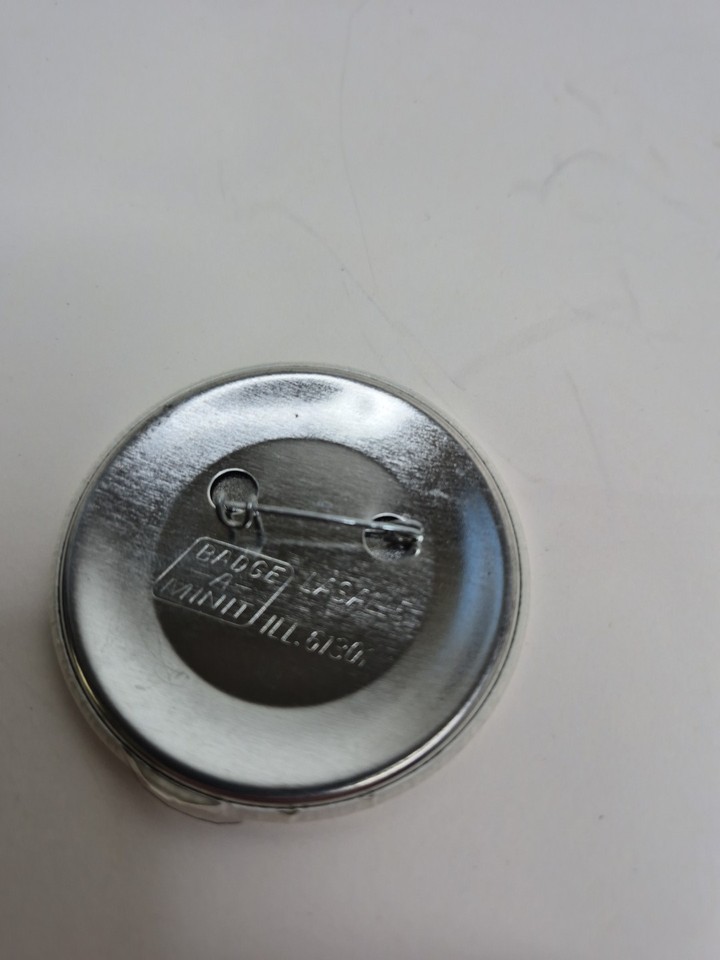 BADGE
-A-
MINIT
LASALLE
ILL. 61301